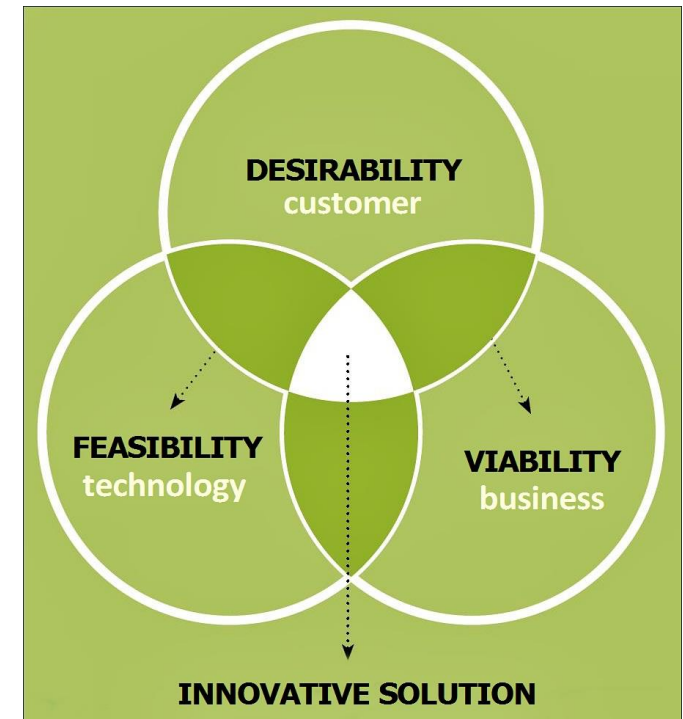 DESIRABILITY
customer
FEASIBILITY
technology
VIABILITY
business
INNOVATIVE SOLUTION